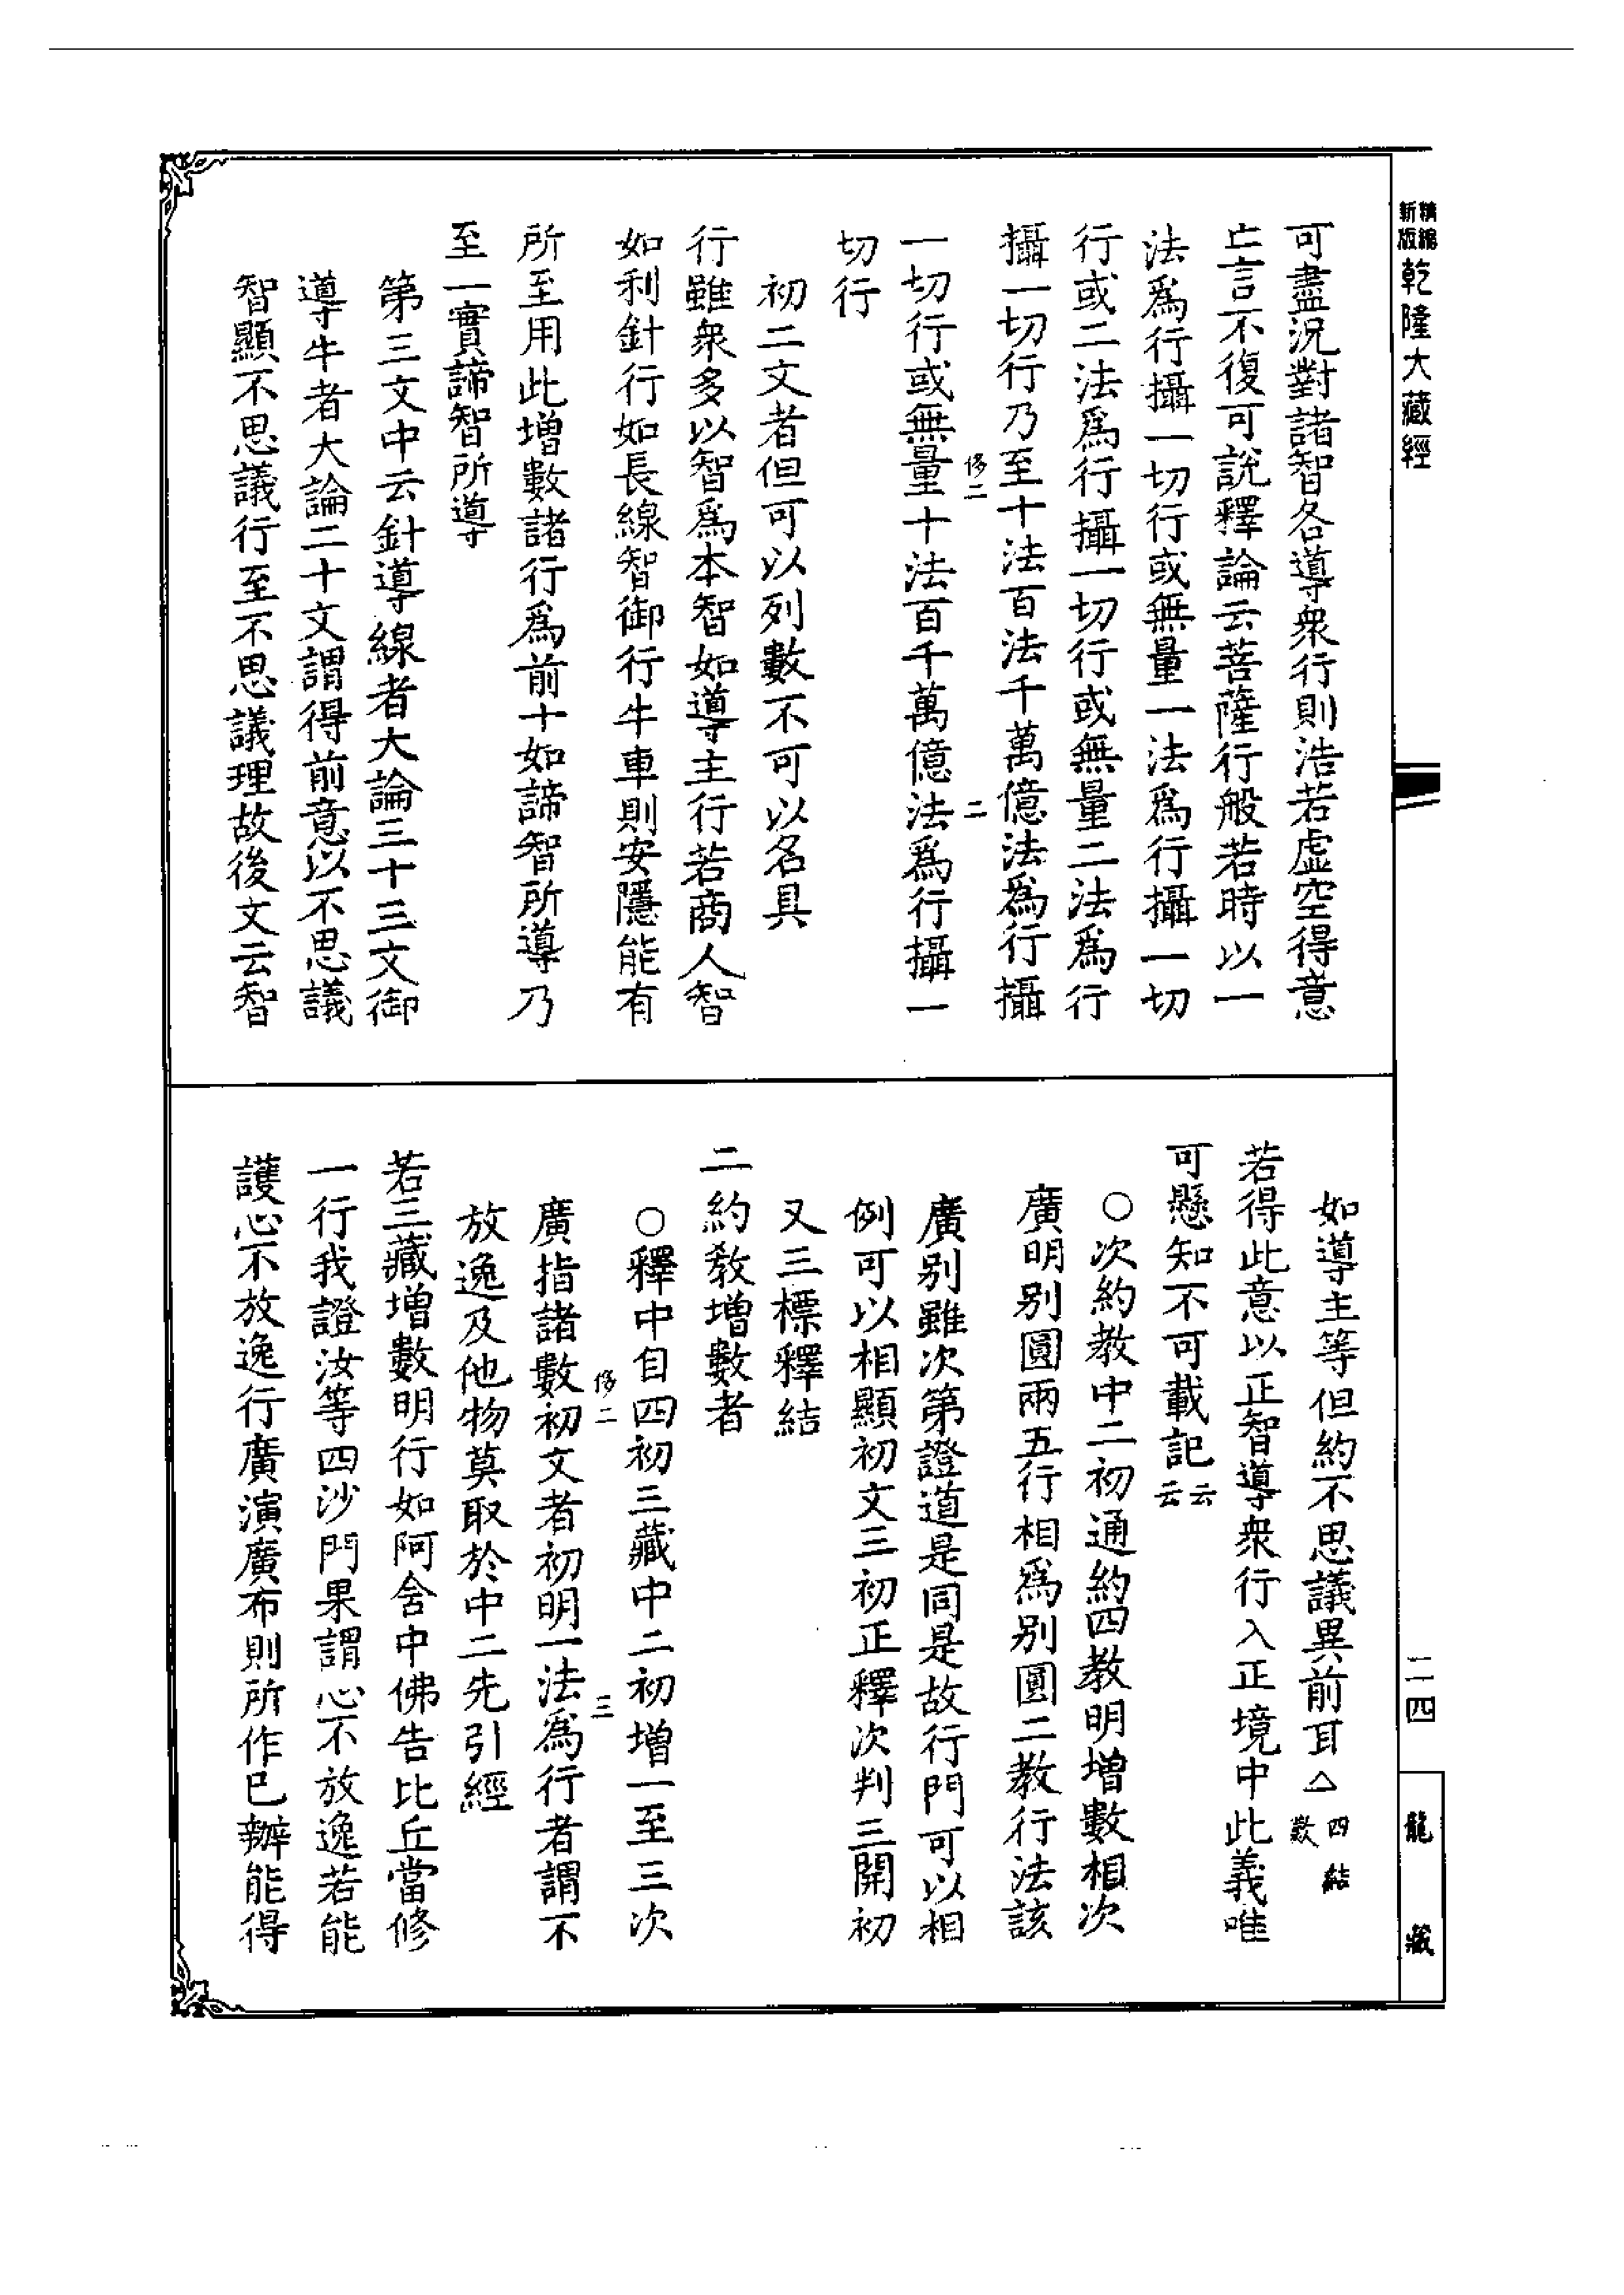 精編新版
乾隆大藏經
可盡況對諸智各導衆行則浩若虛空得意
亡言不復可說釋論云菩薩行般若時以一
法爲行攝一切行或無量一法爲行攝一切
行或二法爲行攝一切行或無量二法爲行
攝一切行乃至十法百法千萬億法爲行攝
修二
二
一切行或無量十法百千萬億法爲行攝一
切行
初二文者但可以列數不可以名具
行雖衆多以智爲本智如導主行若商人智
如利針行如長線智御行牛車則安隱能有
所至用此增數諸行爲前十如諦智所導乃
至一實諦智所導
第三文中云針導線者大論三十三文御
導牛者大論二十文謂得前意以不思議
智顯不思議行至不思議理故後文云智
如導主等但約不思議異前耳△四結數
若得此意以正智導衆行入正境中此義唯
可懸知不可載記云云
○次約教中二初通約四教明增數相次
廣明別圓兩五行相爲別圓二教行法該
廣別雖次第證道是同是故行門可以相
例可以相顯初文三初正釋次判三開初
又三標釋結
二約教增數者
○釋中自四初三藏中二初增一至三次
修二
三
廣指諸數初文者初明一法爲行者謂不
放逸及他物莫取於中二先引經
若三藏增數明行如阿含中佛告比丘當修
一行我證汝等四沙門果謂心不放逸若能
護心不放逸行廣演廣布則所作已辦能得
二四
龍藏